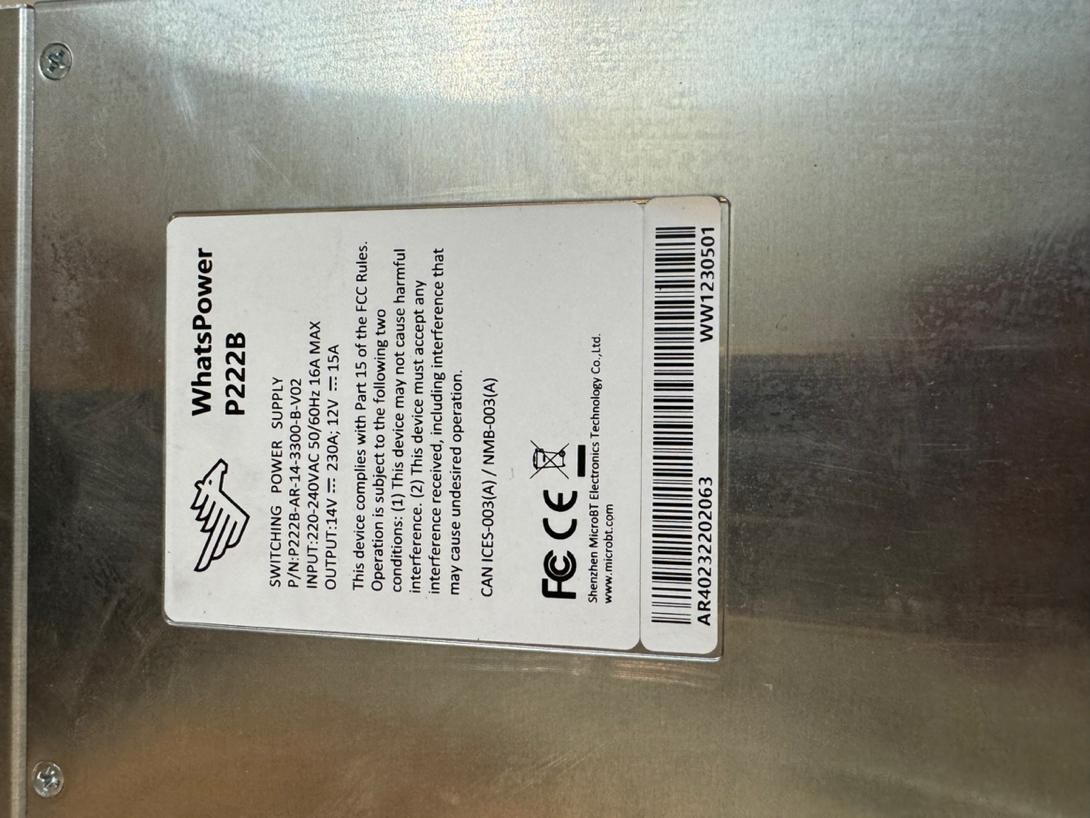 WhatsPower
P222B
SWITCHING POWER SUPPLY
P/N:P222B-AR-14-3300-B-V02
INPUT:220-240VAC 50/60Hz 16A MAX
OUTPUT:14V ⎓ 230A; 12V ⎓ 15A
This device complies with Part 15 of the FCC Rules.
Operation is subject to the following two
conditions: (1) This device may not cause harmful
interference. (2) This device must accept any
interference received, including interference that
may cause undesired operation.
CAN ICES-003(A) / NMB-003(A)
FC CE
Shenzhen MicroBT Electronics Technology Co.,Ltd.
www.microbt.com
AR40232202063 WW1230501